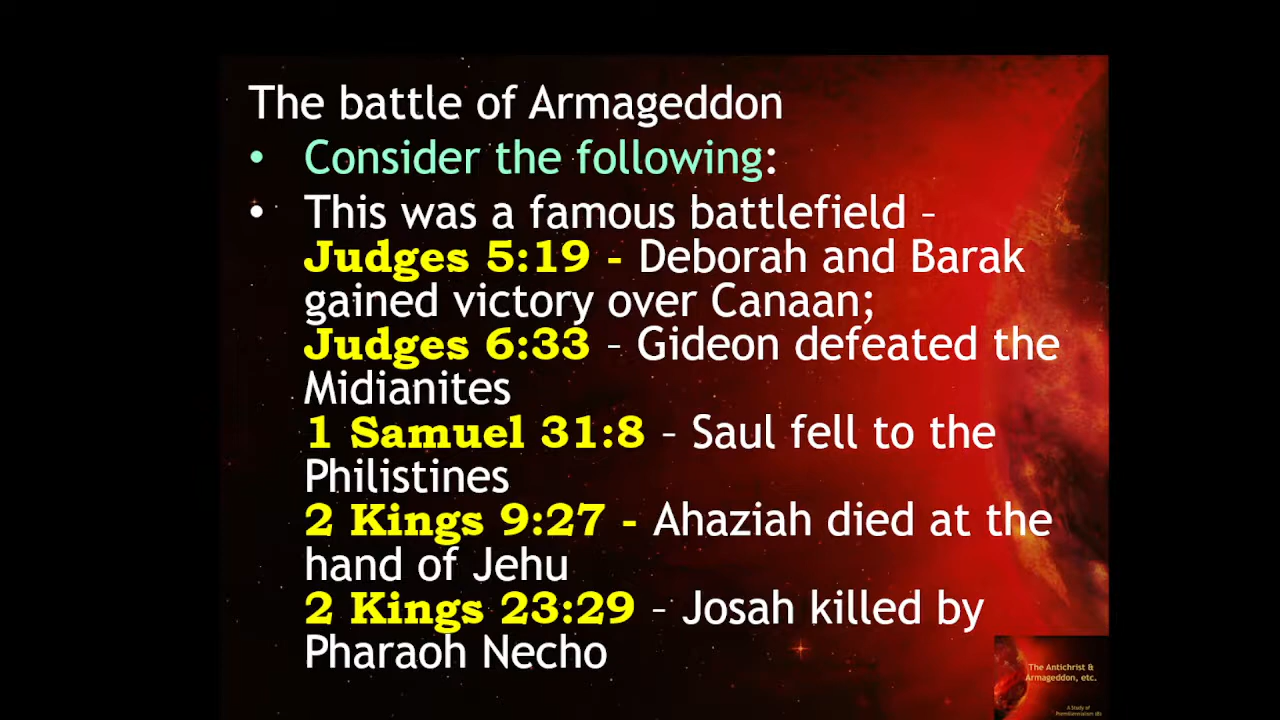 The battle of Armageddon
• Consider the following:
• This was a famous battlefield –
Judges 5:19 - Deborah and Barak
gained victory over Canaan;
Judges 6:33 – Gideon defeated the
Midianites
1 Samuel 31:8 – Saul fell to the
Philistines
2 Kings 9:27 - Ahaziah died at the
hand of Jehu
2 Kings 23:29 – Josah killed by
Pharaoh Necho
The Antichrist &
Armageddon, etc.
A Study of